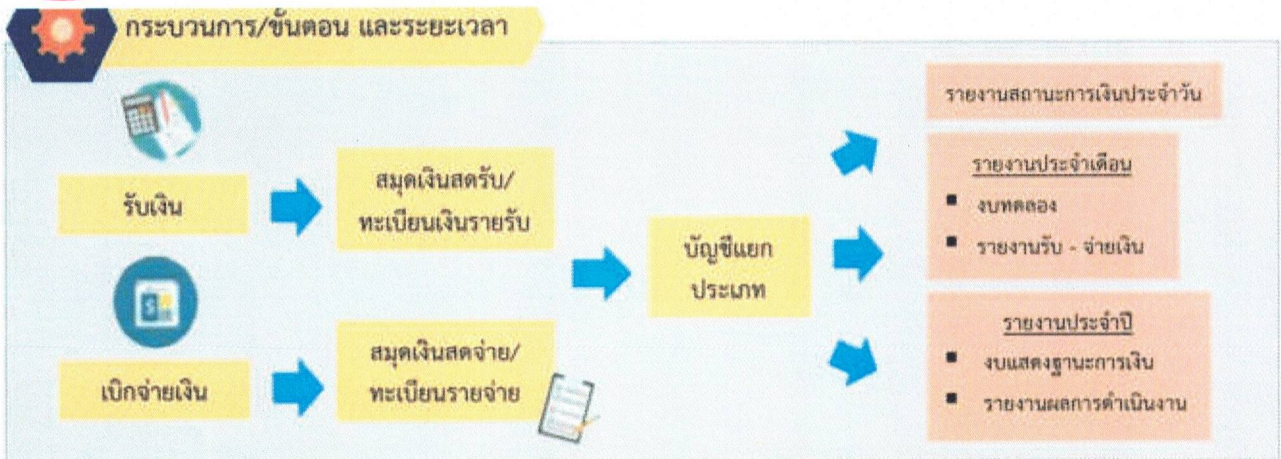 กระบวนการ/ขั้นตอน และระยะเวลา
รับเงิน
สมุดเงินสดรับ/
ทะเบียนเงินรายรับ
เบิกจ่ายเงิน
สมุดเงินสดจ่าย/
ทะเบียนรายจ่าย
บัญชีแยก
ประเภท
รายงานสถานะการเงินประจำวัน
รายงานประจำเดือน
▪ งบทดลอง
▪ รายงานรับ - จ่ายเงิน
รายงานประจำปี
▪ งบแสดงฐานะการเงิน
▪ รายงานผลการดำเนินงาน